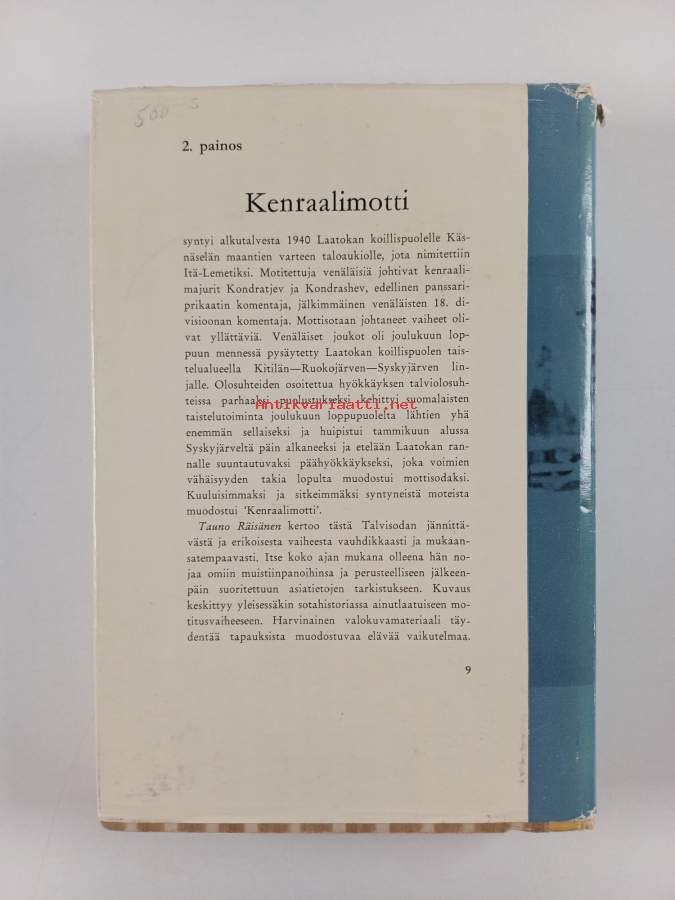 500-s
2. painos
Kenraalimotti
syntyi alkutalvesta 1940 Laatokan koillispuolelle Käs-
näselän maantien varteen taloaukiolle, jota nimitettiin
Itä-Lemetiksi. Motitettuja venäläisiä johtivat kenraali-
majurit Kondratjev ja Kondrashev, edellinen panssari-
prikaatin komentaja, jälkimmäinen venäläisten 18. di-
visioonan komentaja. Mottisotaan johtaneet vaiheet oli-
vat yllättäviä. Venäläiset joukot oli joulukuun lop-
puun mennessä pysäytetty Laatokan koillispuolen tais-
telualueella Kitilän—Ruokojärven—Syskyjärven lin-
jalle. Olosuhteiden osoitettua hyökkäyksen talviolosuh-
teissa parhaaksi puolustukseksi kehittyi suomalaisten
Antikvariaatti.net
taistelutoiminta joulukuun loppupuolelta lähtien yhä
enemmän sellaiseksi ja huipistui tammikuun alussa
Syskyjärveltä päin alkaneeksi ja etelään Laatokan ran-
nalle suuntautuvaksi päähyökkäykseksi, joka voimien
vähäisyyden takia lopulta muodostui mottisodaksi.
Kuuluisimmaksi ja sitkeimmäksi syntyneistä moteista
muodostui 'Kenraalimotti'.
Tauno Räisänen kertoo tästä Talvisodan jännittä-
västä ja erikoisesta vaiheesta vauhdikkaasti ja mukaan-
satempaavasti. Itse koko ajan mukana olleena hän no-
jaa omiin muistiinpanoihinsa ja perusteelliseen jälkeen-
päin suoritettuun asiatietojen tarkistukseen. Kuvaus
keskittyy yleisessäkin sotahistoriassa ainutlaatuiseen mo-
titusvaiheeseen. Harvinainen valokuvamateriaali täy-
dentää tapauksista muodostuvaa elävää vaikutelmaa.
9